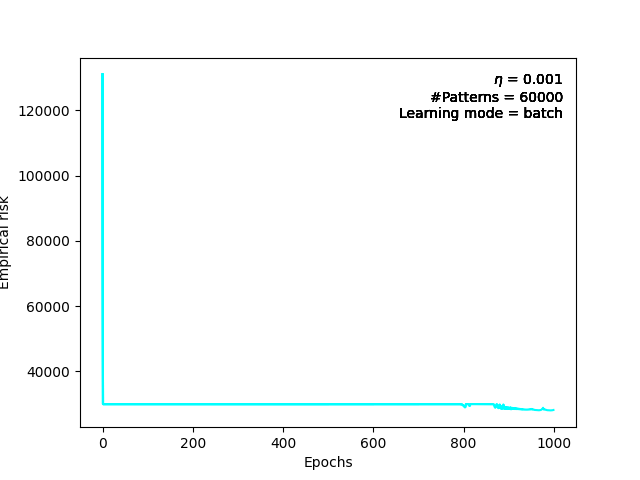 η = 0.001
#Patterns = 60000
Learning mode = batch
120000
100000
80000
60000
40000
Empirical risk
0 200 400 600 800 1000
Epochs